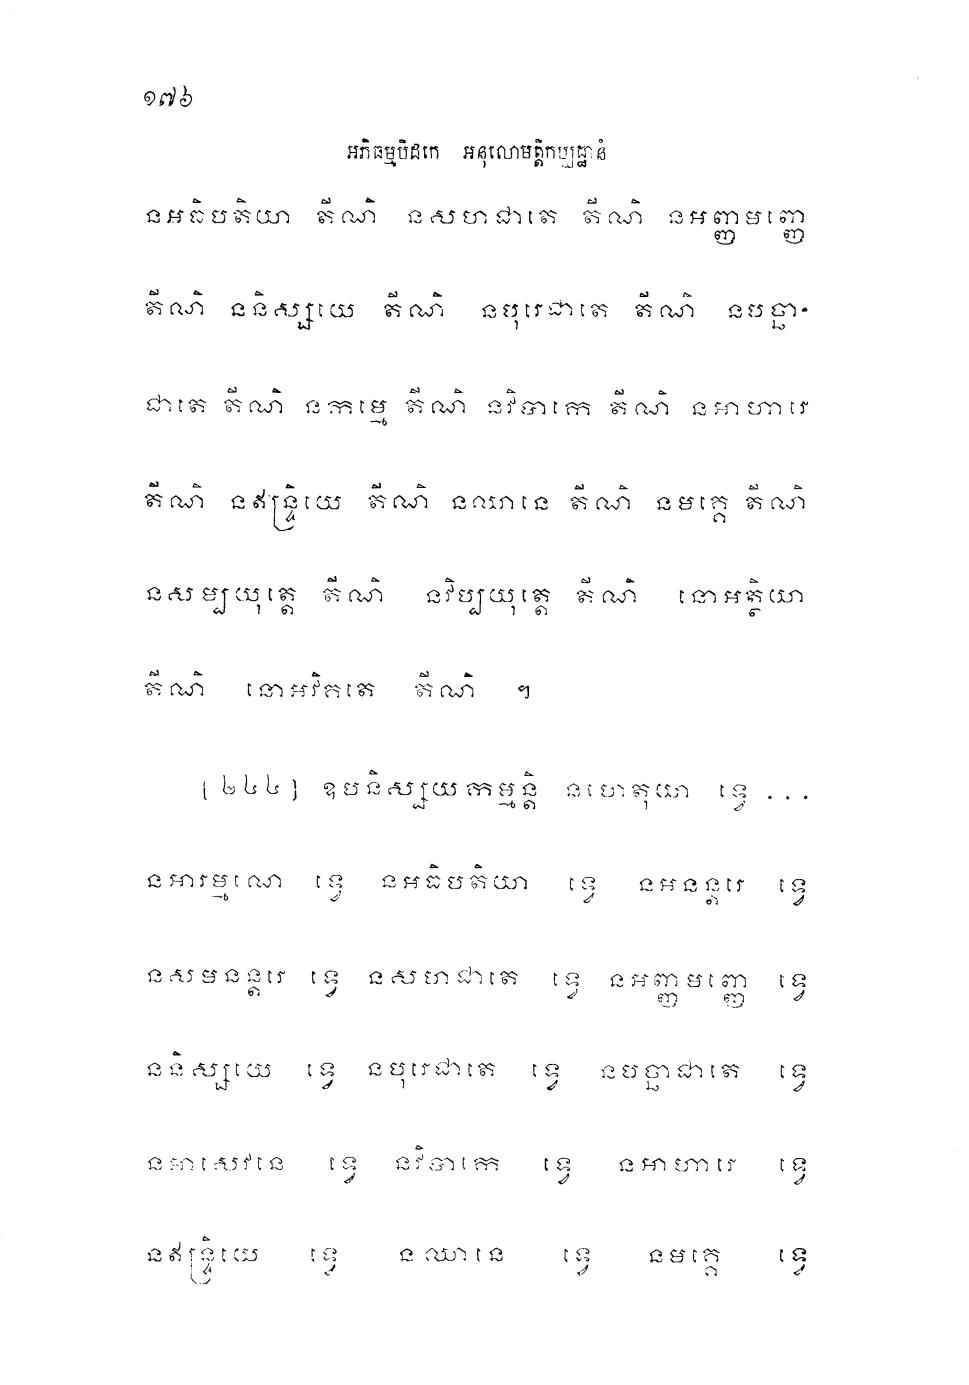 ១៧៦
អភិធម្មបិដកេ អនុលោមត្តិកប្បដ្ឋានំ
នអធិបតិយា តីណិ នសហជាតេ តីណិ នអញ្ញមញ្ញេ
តីណិ ននិស្សយេ តីណិ នបុរេជាតេ តីណិ នបច្ឆា-
ជាតេ តីណិ នកម្មេ តីណិ នវិបាកេ តីណិ នអាហារេ
តីណិ នឥន្ទ្រិយេ តីណិ នឈានេ តីណិ នមគ្គេ តីណិ
នសម្បយុត្តេ តីណិ នវិប្បយុត្តេ តីណិ នោអត្ថិយា
តីណិ នោអវិគតេ តីណិ ។
[២៤៤] ឧបនិស្សយកម្មន្តិ នហេតុយា ទ្វេ ...
នអារម្មណេ ទ្វេ នអធិបតិយា ទ្វេ នអនន្តរេ ទ្វេ
នសមនន្តរេ ទ្វេ នសហជាតេ ទ្វេ នអញ្ញមញ្ញេ ទ្វេ
ននិស្សយេ ទ្វេ នបុរេជាតេ ទ្វេ នបច្ឆាជាតេ ទ្វេ
នអាសេវនេ ទ្វេ នវិបាកេ ទ្វេ នអាហារេ ទ្វេ
នឥន្ទ្រិយេ ទ្វេ នឈានេ ទ្វេ នមគ្គេ ទ្វេ